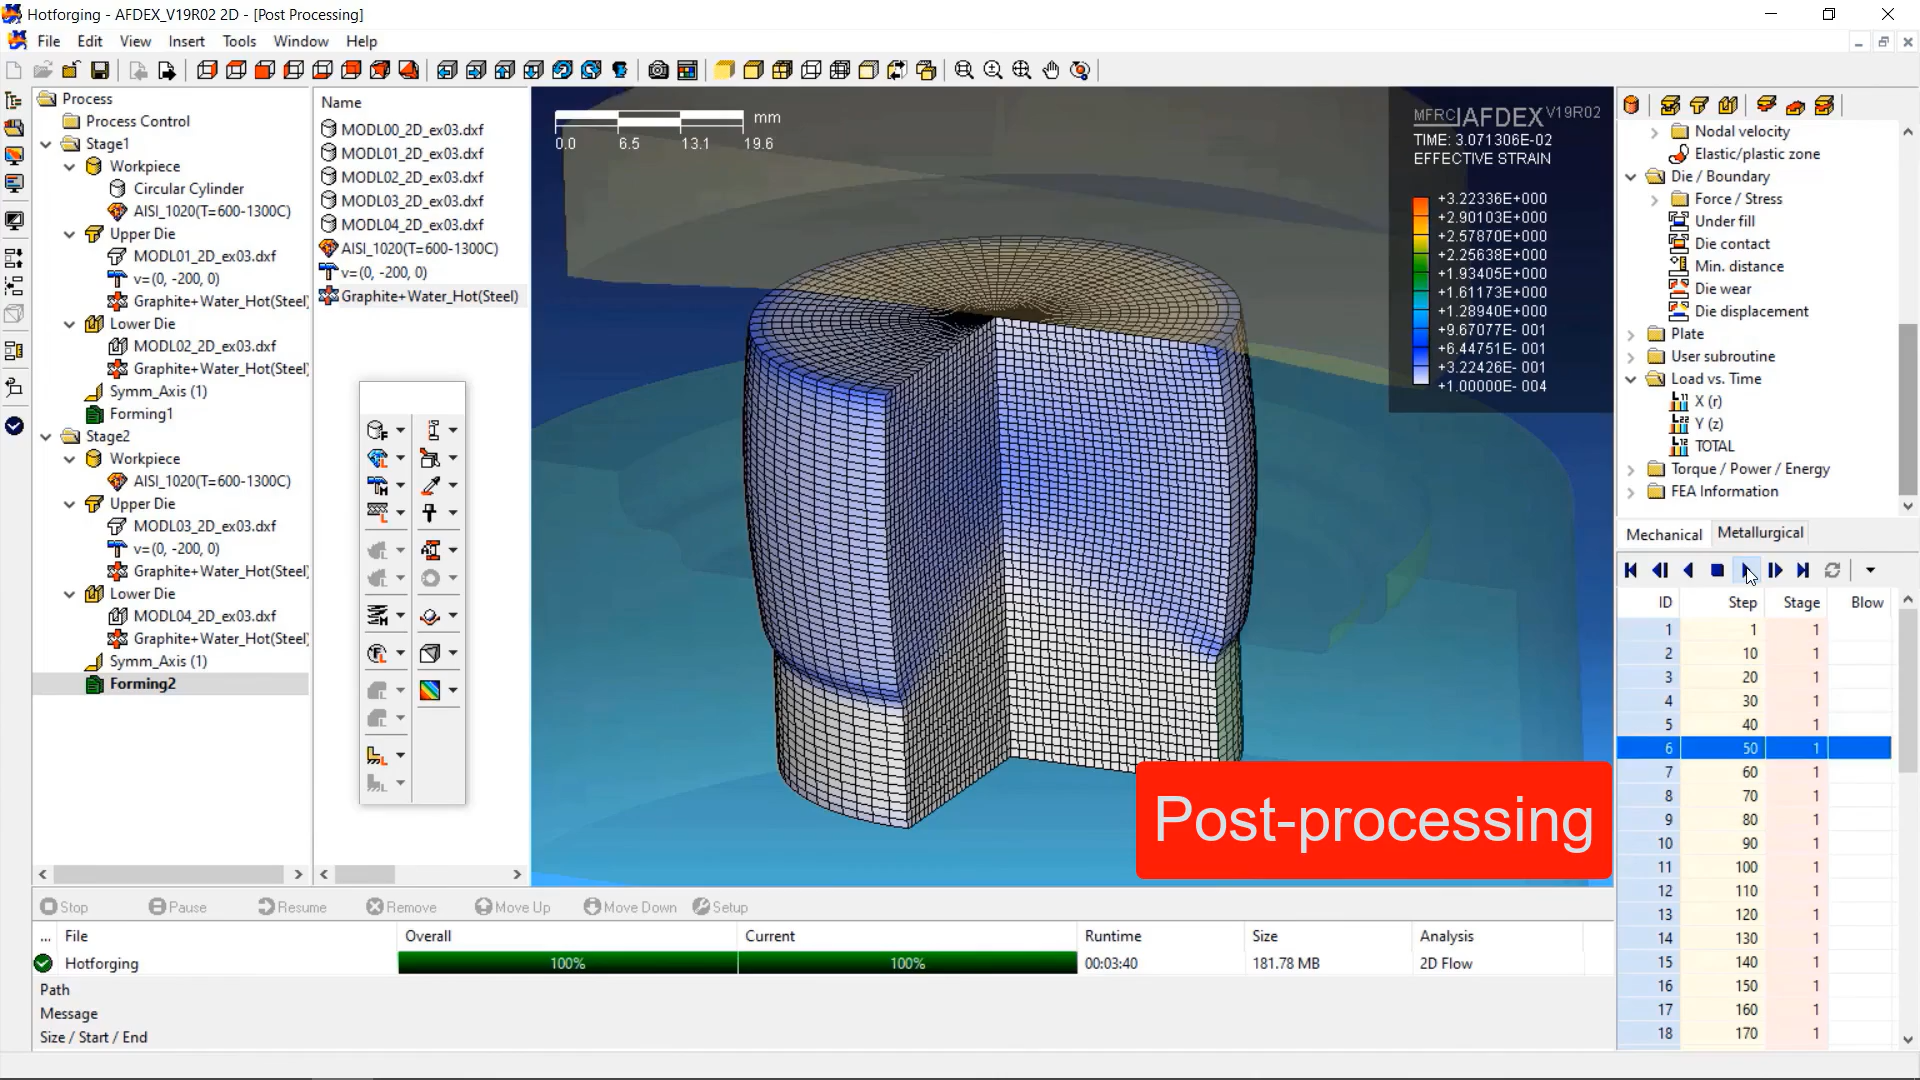 Hotforging - AFDEX_V19R02 2D - [Post Processing]
File Edit View Insert Tools Window Help
Process
Process Control
Stage1
Workpiece
Circular Cylinder
AISI_1020(T=600-1300C)
Upper Die
MODL01_2D_ex03.dxf
v=(0, -200, 0)
Graphite+Water_Hot(Steel)
Lower Die
MODL02_2D_ex03.dxf
Graphite+Water_Hot(Steel)
Symm_Axis (1)
Forming1
Stage2
Workpiece
AISI_1020(T=600-1300C)
Upper Die
MODL03_2D_ex03.dxf
v=(0, -200, 0)
Graphite+Water_Hot(Steel)
Lower Die
MODL04_2D_ex03.dxf
Graphite+Water_Hot(Steel)
Symm_Axis (1)
Forming2
Name
MODL00_2D_ex03.dxf
MODL01_2D_ex03.dxf
MODL02_2D_ex03.dxf
MODL03_2D_ex03.dxf
MODL04_2D_ex03.dxf
AISI_1020(T=600-1300C)
v=(0, -200, 0)
Graphite+Water_Hot(Steel)
mm
0.0 6.5 13.1 19.6
MFRC|AFDEX V19R02
TIME: 3.071306E-02
EFFECTIVE STRAIN
+3.22336E+000
+2.90103E+000
+2.57870E+000
+2.25638E+000
+1.93405E+000
+1.61173E+000
+1.28940E+000
+9.67077E- 001
+6.44751E- 001
+3.22426E- 001
+1.00000E- 004
Post-processing
Nodal velocity
Elastic/plastic zone
Die / Boundary
Force / Stress
Under fill
Die contact
Min. distance
Die wear
Die displacement
Plate
User subroutine
Load vs. Time
X (r)
Y (z)
TOTAL
Torque / Power / Energy
FEA Information
Mechanical Metallurgical
ID Step Stage Blow
1 1 1
2 10 1
3 20 1
4 30 1
5 40 1
6 50 1
7 60 1
8 70 1
9 80 1
10 90 1
11 100 1
12 110 1
13 120 1
14 130 1
15 140 1
16 150 1
17 160 1
18 170 1
Stop Pause Resume Remove Move Up Move Down Setup
... File Overall Current Runtime Size Analysis
Hotforging 100% 100% 00:03:40 181.78 MB 2D Flow
Path
Message
Size / Start / End